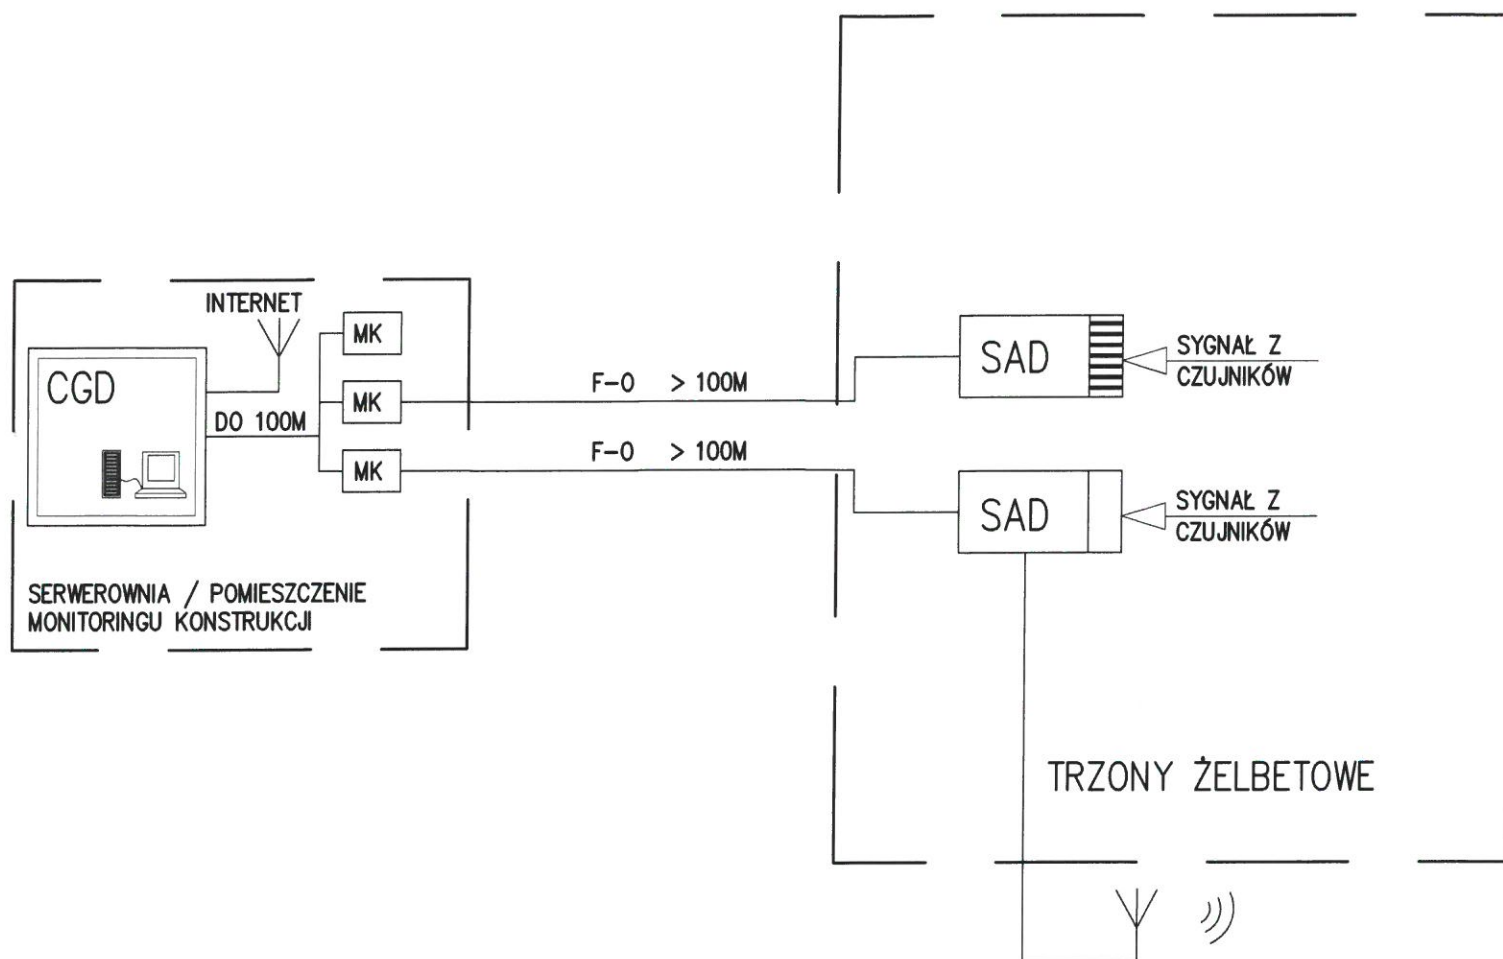 INTERNET
CGD
DO 100M
MK
MK
MK
F-O > 100M
F-O > 100M
SAD
SYGNAŁ Z
CZUJNIKÓW
SAD
SYGNAŁ Z
CZUJNIKÓW
SERWEROWNIA / POMIESZCZENIE
MONITORINGU KONSTRUKCJI
TRZONY ŻELBETOWE